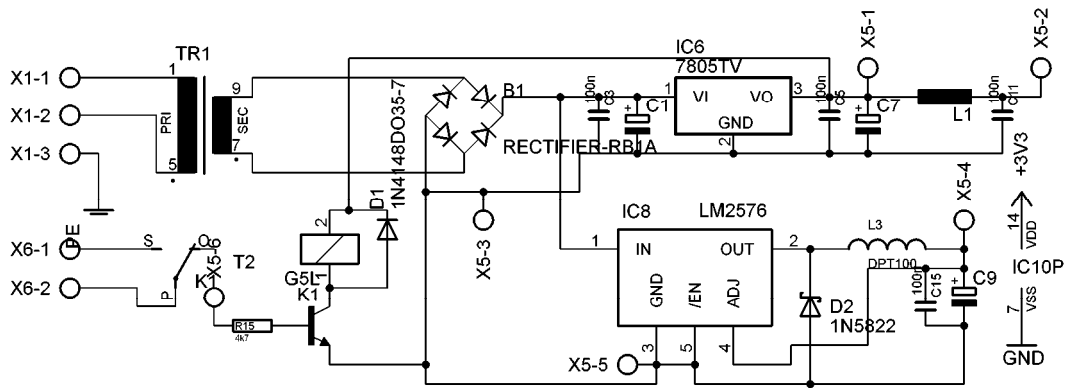 X5-1
X5-2
TR1
IC6
7805TV
X1-1
1
9
B1
100n
C3
C1
1
VI
VO
3
100n
C5
C7
L1
100n
C11
X1-2
PRI
SEC
GND
2
X1-3
5
7
RECTIFIER-RB1A
+3V3
1N4148DO35-7
D1
X5-4
X5-3
IC8
LM2576
2
14
VDD
X6-1
PE
S
O
X5-6
T2
1
IN
OUT
2
L3
DPT100
IC10P
G5L
1
K1
K
X6-2
P
GND
/EN
ADJ
100n
C15
C9
D2
1N5822
7
VSS
R15
4k7
3
5
4
X5-5
GND